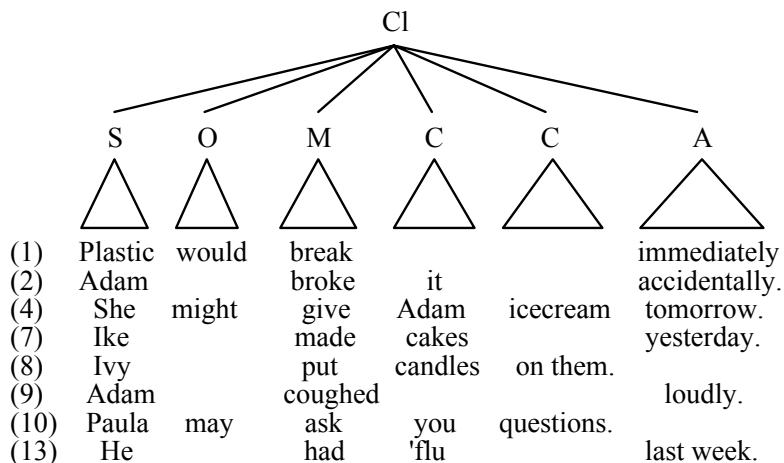 Cl
S O M C C A
(1) Plastic would break immediately
(2) Adam broke it accidentally.
(4) She might give Adam icecream tomorrow.
(7) Ike made cakes yesterday.
(8) Ivy put candles on them.
(9) Adam coughed loudly.
(10) Paula may ask you questions.
(13) He had 'flu last week.